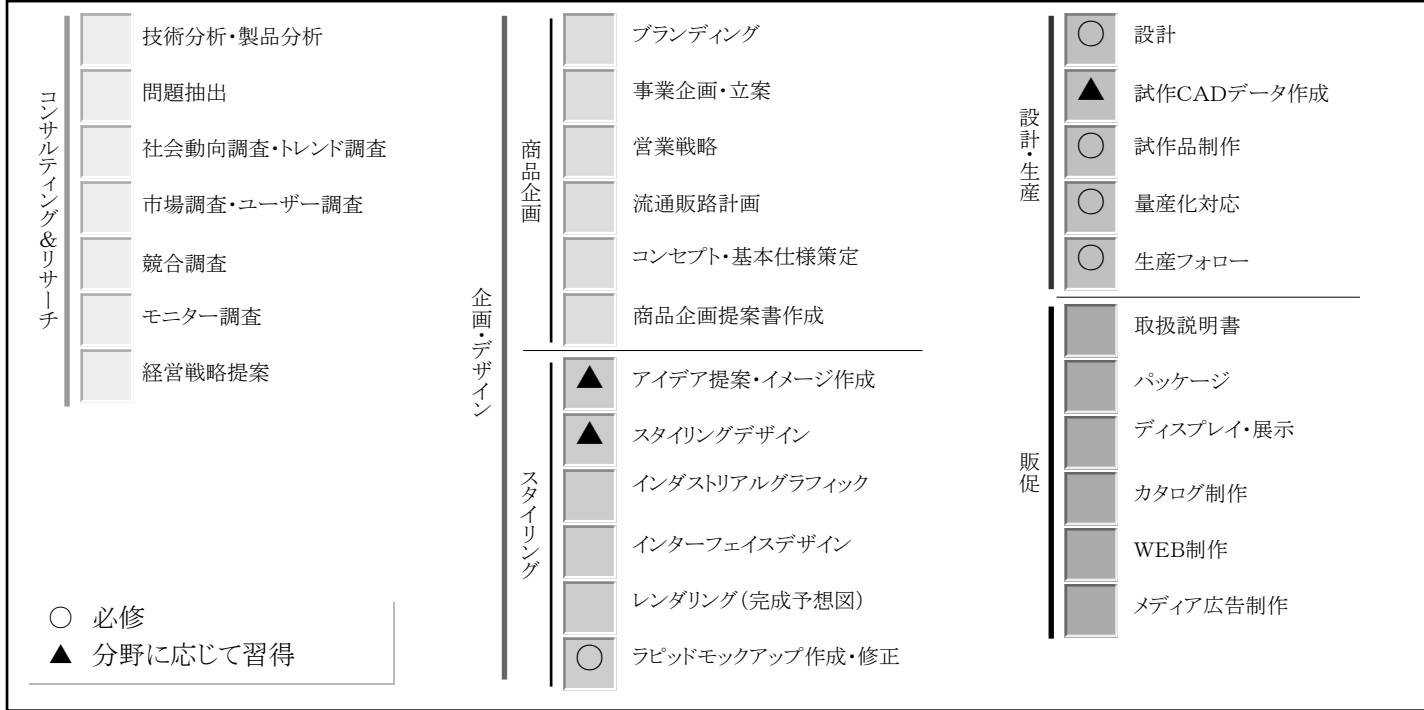 コンサルティング&リサーチ
技術分析・製品分析
問題抽出
社会動向調査・トレンド調査
市場調査・ユーザー調査
競合調査
モニター調査
経営戦略提案
企画・デザイン
商品企画
ブランディング
事業企画・立案
営業戦略
流通販路計画
コンセプト・基本仕様策定
商品企画提案書作成
スタイリング
▲ アイデア提案・イメージ作成
▲ スタイリングデザイン
インダストリアルグラフィック
インターフェイスデザイン
レンダリング(完成予想図)
○ ラピッドモックアップ作成・修正
設計・生産
○ 設計
▲ 試作CADデータ作成
○ 試作品制作
○ 量産化対応
○ 生産フォロー
販促
取扱説明書
パッケージ
ディスプレイ・展示
カタログ制作
WEB制作
メディア広告制作
○ 必修
▲ 分野に応じて習得